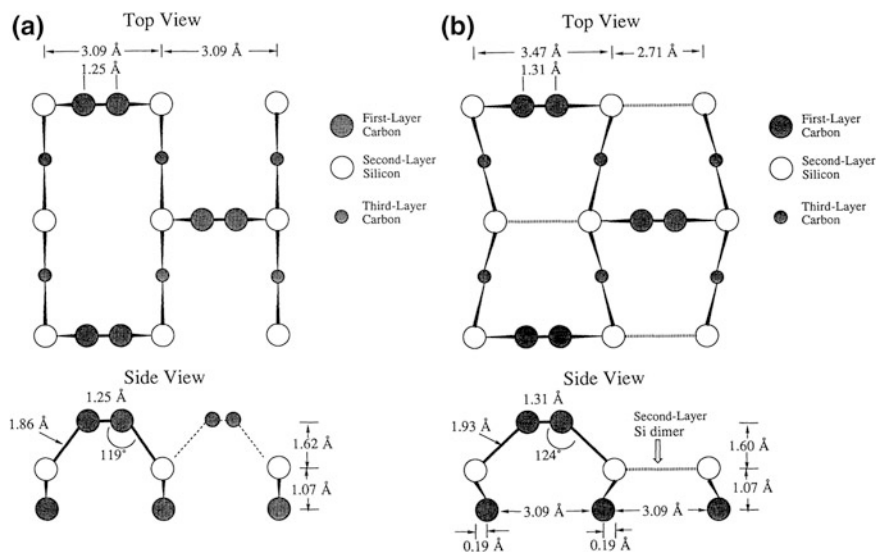 (a)
Top View
3.09 Å
3.09 Å
1.25 Å
First-Layer
Carbon
Second-Layer
Silicon
Third-Layer
Carbon
Side View
1.25 Å
1.86 Å
119°
1.62 Å
1.07 Å
(b)
Top View
3.47 Å
2.71 Å
1.31 Å
First-Layer
Carbon
Second-Layer
Silicon
Third-Layer
Carbon
Side View
1.31 Å
1.93 Å
Second-Layer
Si dimer
124°
1.60 Å
1.07 Å
3.09 Å
3.09 Å
0.19 Å
0.19 Å